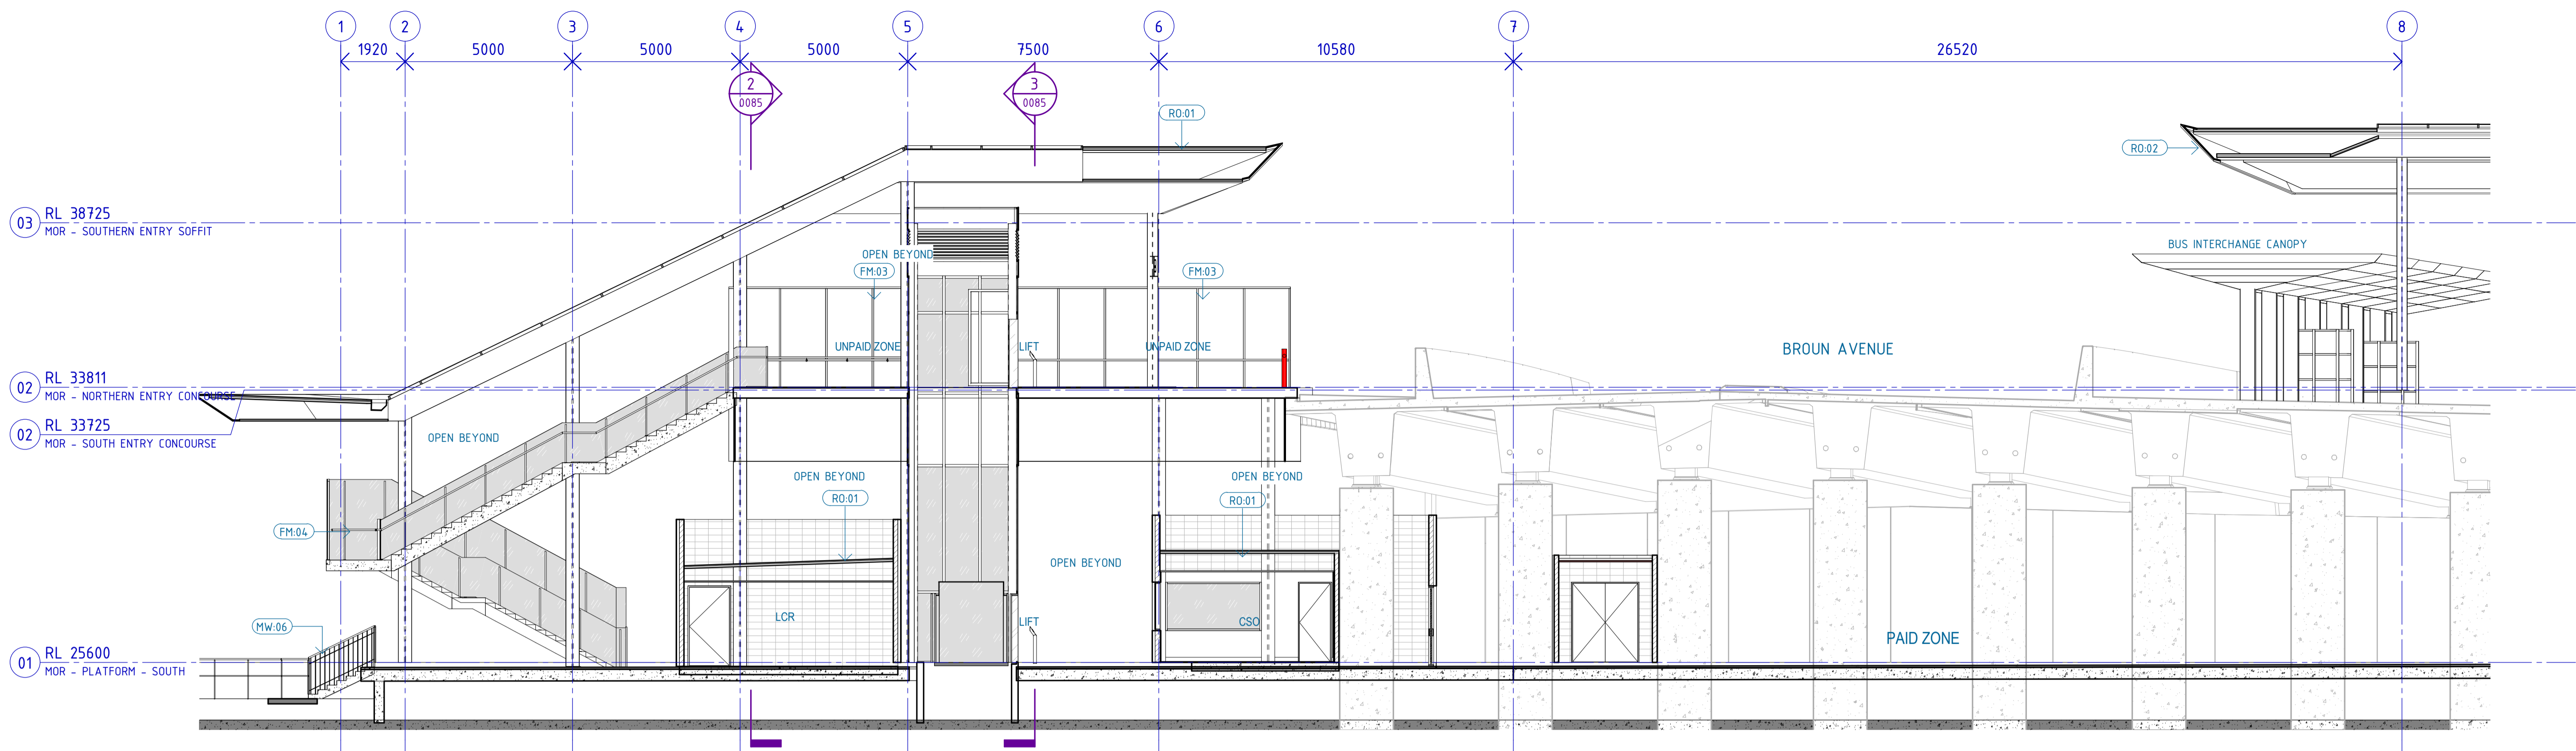 1
2
3
4
5
6
7
8
1920
5000
5000
5000
7500
10580
26520
2
0085
3
0085
RO:01
RO:02
03
RL 38725
MOR - SOUTHERN ENTRY SOFFIT
BUS INTERCHANGE CANOPY
OPEN BEYOND
FM:03
FM:03
UNPAID ZONE
LIFT
UNPAID ZONE
BROUN AVENUE
02
RL 33811
MOR - NORTHERN ENTRY CONCOURSE
02
RL 33725
MOR - SOUTH ENTRY CONCOURSE
OPEN BEYOND
OPEN BEYOND
OPEN BEYOND
RO:01
RO:01
FM:04
OPEN BEYOND
LCR
LIFT
CSO
MW:06
PAID ZONE
01
RL 25600
MOR - PLATFORM - SOUTH